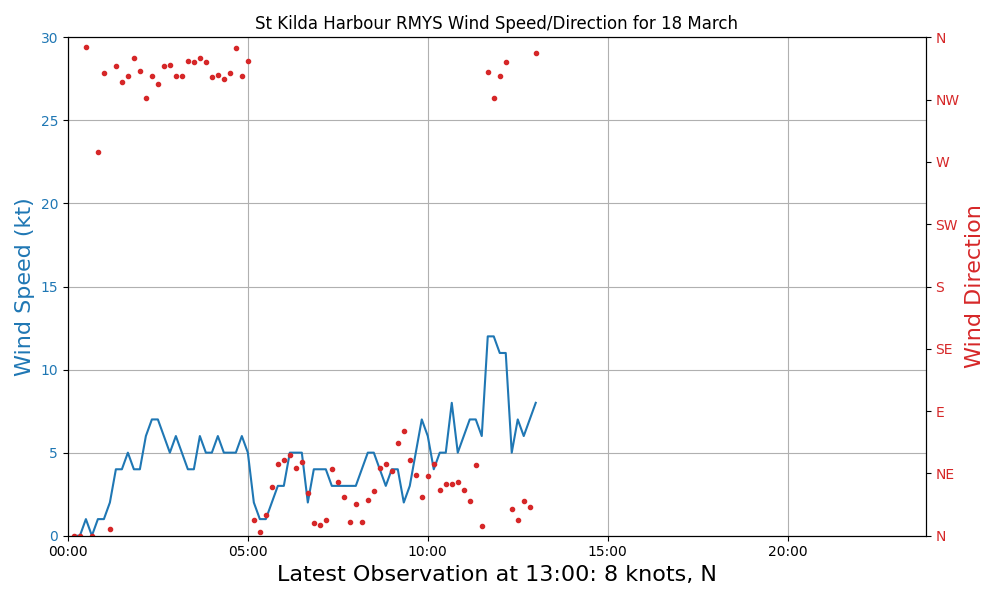 St Kilda Harbour RMYS Wind Speed/Direction for 18 March
Wind Speed (kt)
30
25
20
15
10
5
0
N
NW
W
SW
S
SE
E
NE
N
Wind Direction
00:00 05:00 10:00 15:00 20:00
Latest Observation at 13:00: 8 knots, N